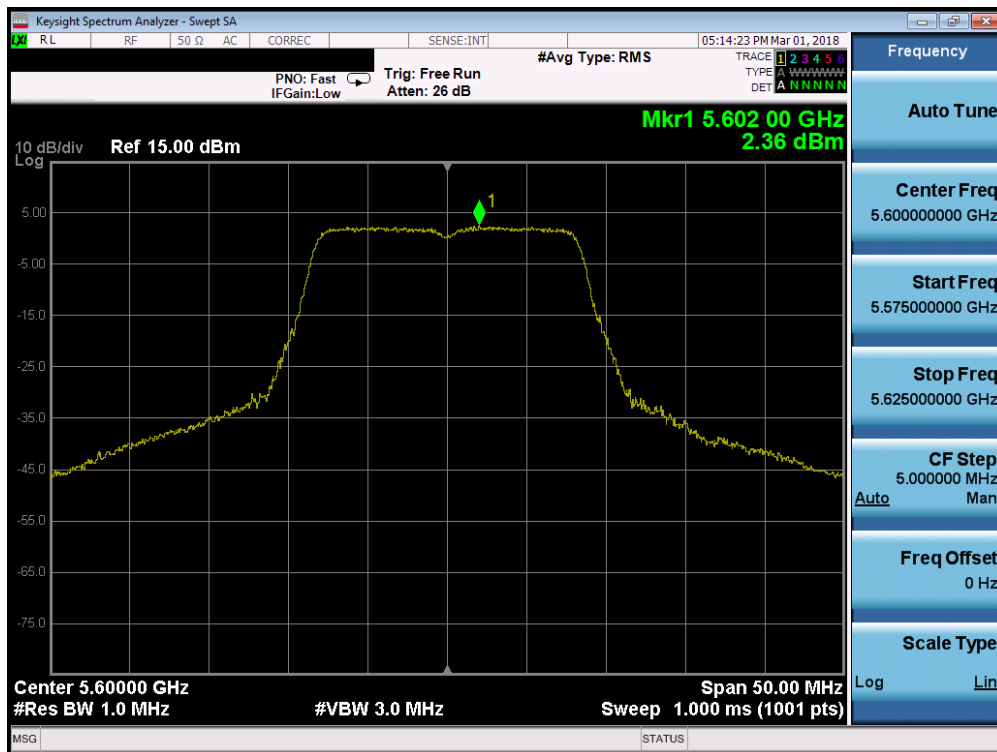 Keysight Spectrum Analyzer - Swept SA
LXI RL RF 50 Ω AC CORREC SENSE:INT 05:14:23 PM Mar 01, 2018
Frequency
#Avg Type: RMS
TRACE 1 2 3 4 5 6
PNO: Fast Trig: Free Run
TYPE A WWWWW
IFGain:Low Atten: 26 dB
DET A N N N N N
Auto Tune
Mkr1 5.602 00 GHz
2.36 dBm
10 dB/div Ref 15.00 dBm
Log
1
5.00
-5.00
-15.0
-25.0
-35.0
-45.0
-55.0
-65.0
-75.0
Center 5.60000 GHz Span 50.00 MHz
#Res BW 1.0 MHz #VBW 3.0 MHz Sweep 1.000 ms (1001 pts)
Center Freq
5.600000000 GHz
Start Freq
5.575000000 GHz
Stop Freq
5.625000000 GHz
CF Step
5.000000 MHz
Auto Man
Freq Offset
0 Hz
Scale Type
Log Lin
MSG STATUS